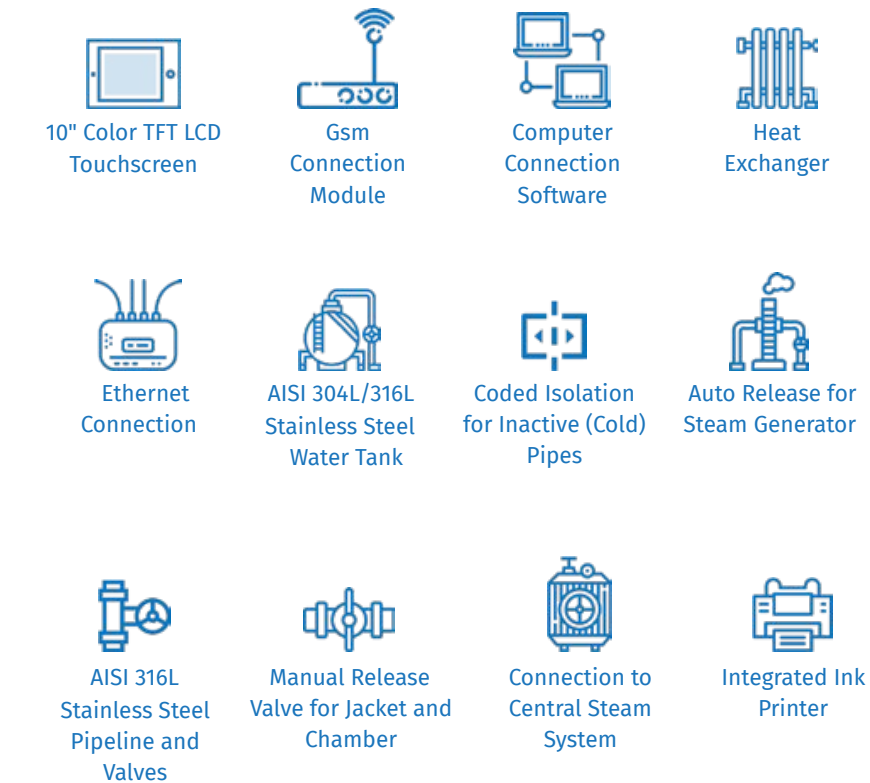 10" Color TFT LCD
Touchscreen
Gsm
Connection
Module
Computer
Connection
Software
Heat
Exchanger
Ethernet
Connection
AISI 304L/316L
Stainless Steel
Water Tank
Coded Isolation
for Inactive (Cold)
Pipes
Auto Release for
Steam Generator
AISI 316L
Stainless Steel
Pipeline and
Valves
Manual Release
Valve for Jacket and
Chamber
Connection to
Central Steam
System
Integrated Ink
Printer